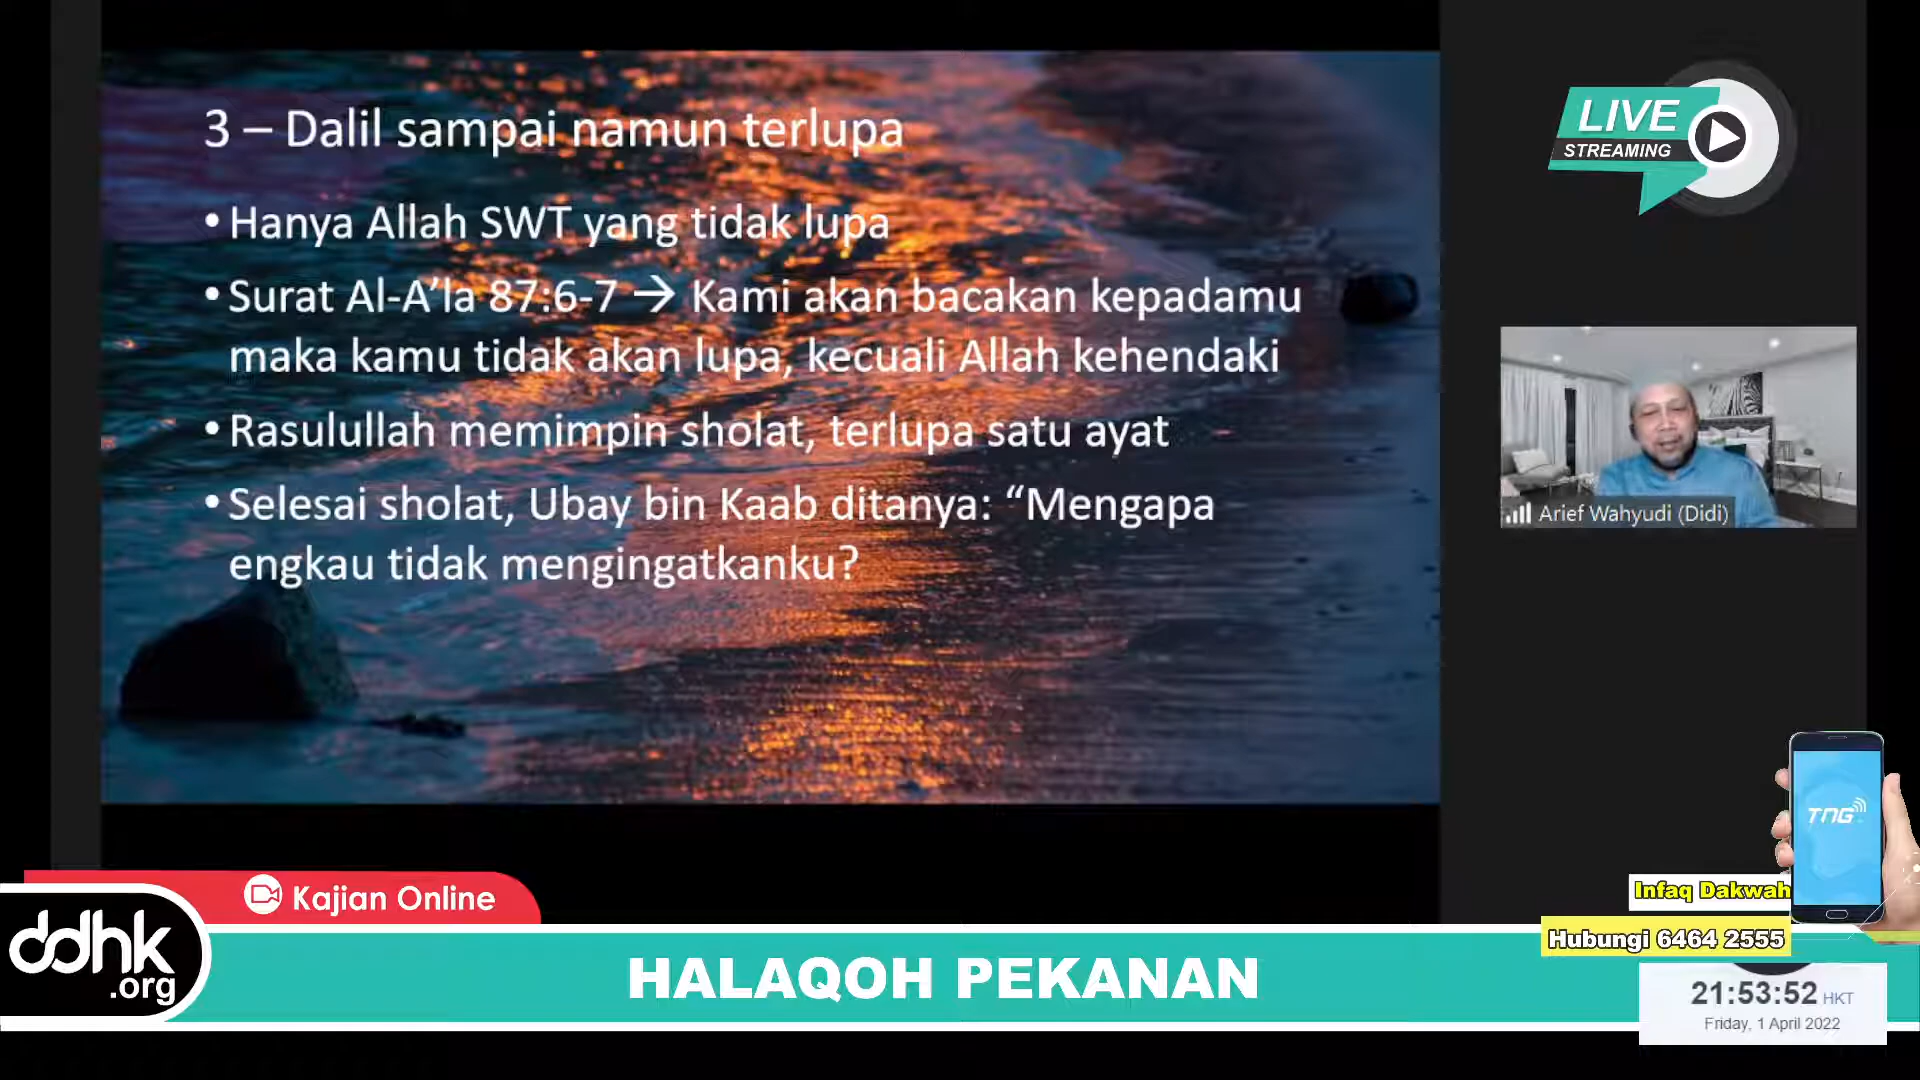 3 – Dalil sampai namun terlupa
• Hanya Allah SWT yang tidak lupa
• Surat Al-A’la 87:6-7 → Kami akan bacakan kepadamu
maka kamu tidak akan lupa, kecuali Allah kehendaki
• Rasulullah memimpin sholat, terlupa satu ayat
• Selesai sholat, Ubay bin Kaab ditanya: “Mengapa
engkau tidak mengingatkanku?
LIVE
STREAMING
Arief Wahyudi (Didi)
TNG
Infaq Dakwah
Hubungi 6464 2555
Kajian Online
ddhk
.org
HALAQOH PEKANAN
21:53:52 HKT
Friday, 1 April 2022